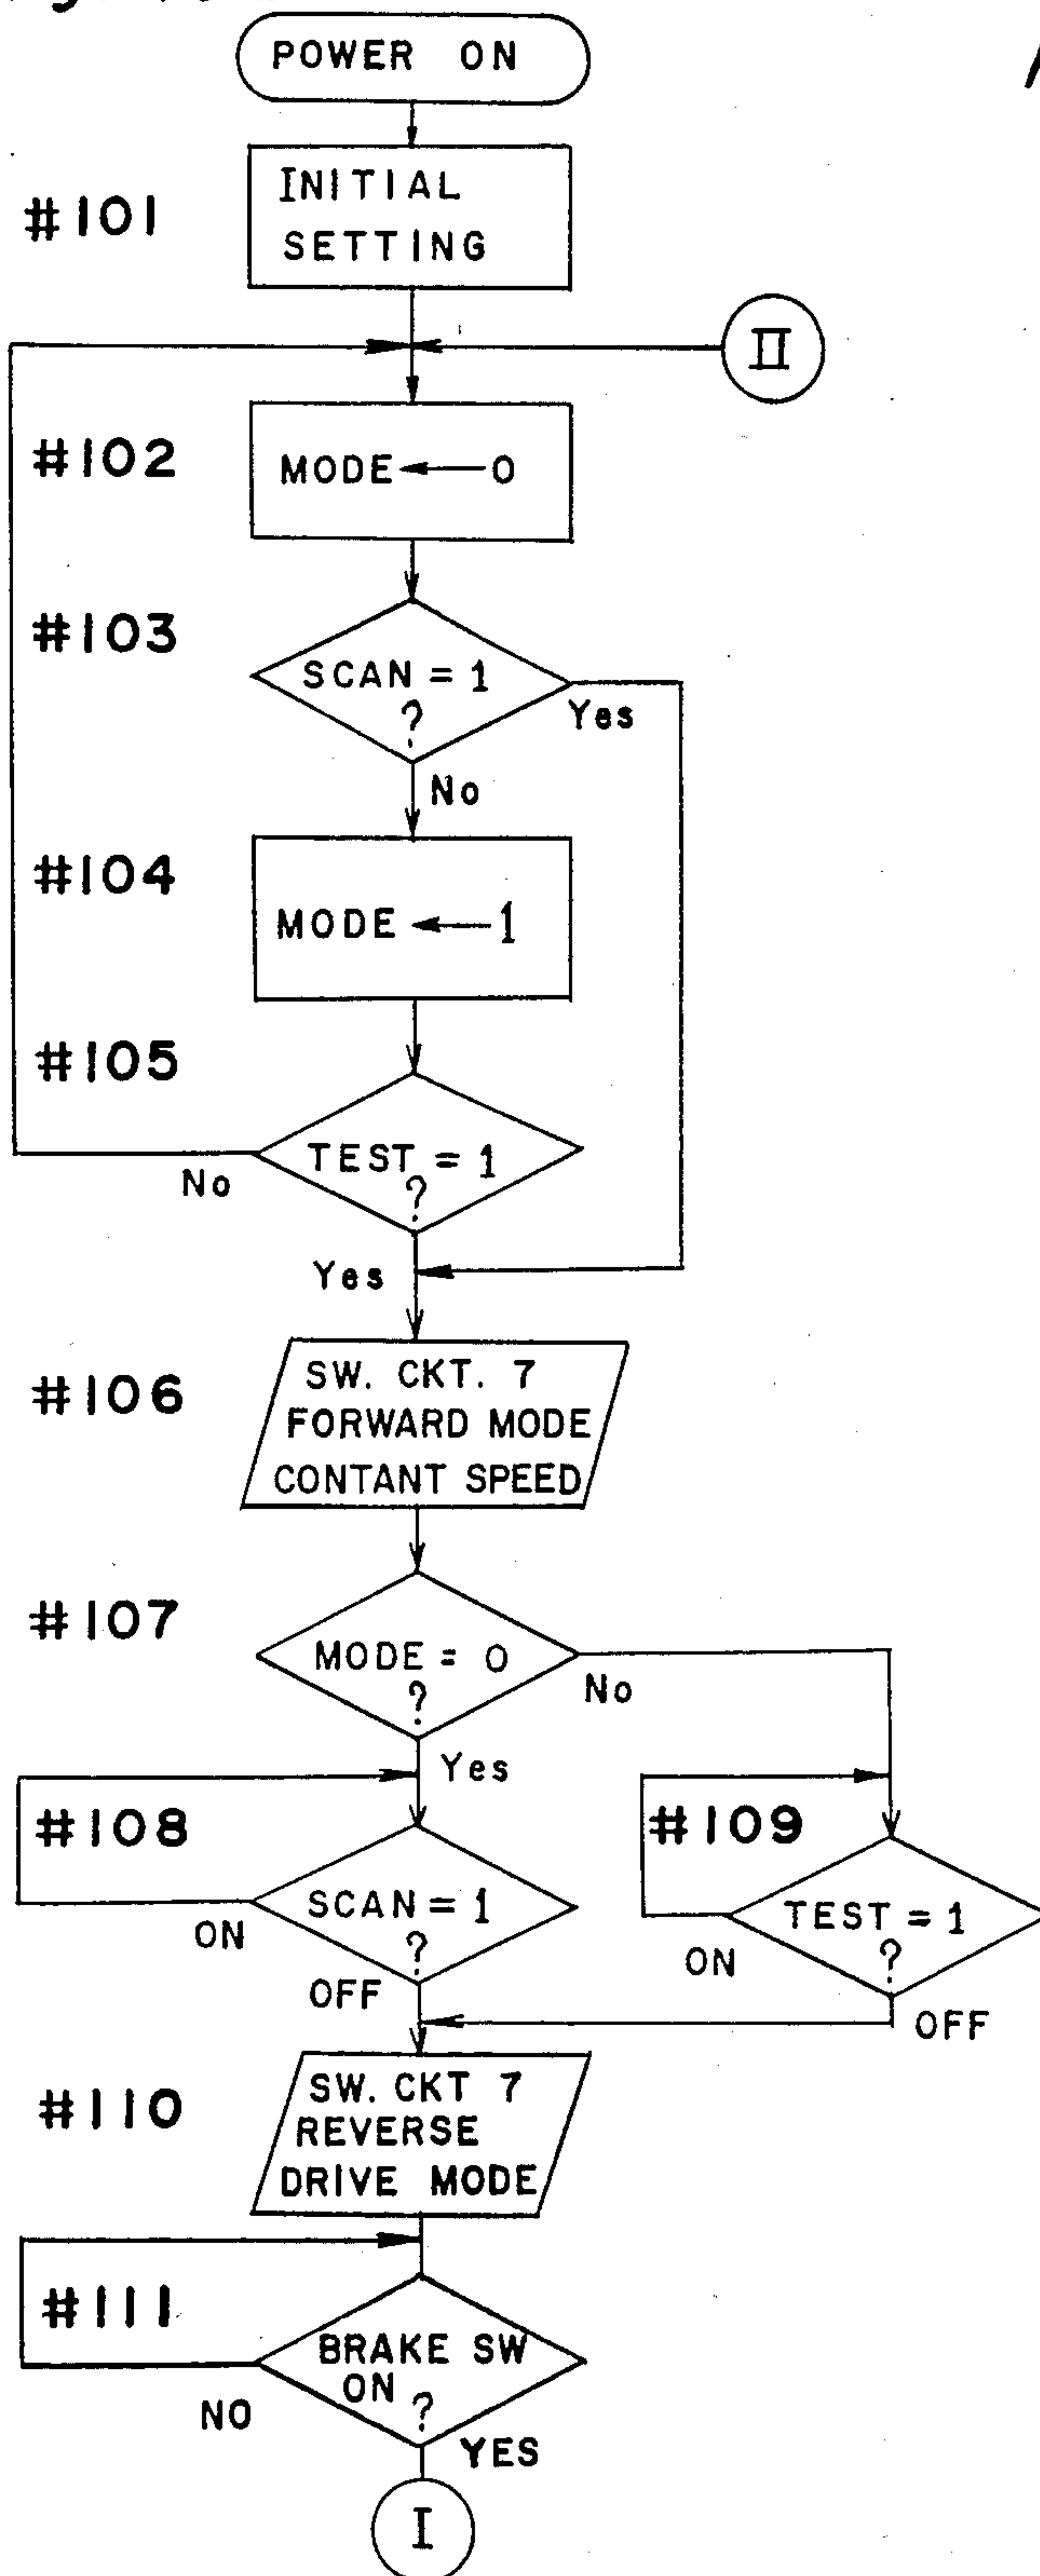 POWER ON
#101
INITIAL
SETTING
II
#102
MODE ← 0
#103
SCAN = 1
?
Yes
No
#104
MODE ← 1
#105
TEST = 1
?
No
Yes
#106
SW. CKT. 7
FORWARD MODE
CONTANT SPEED
#107
MODE = 0
?
No
Yes
#108
SCAN = 1
?
ON
OFF
#109
TEST = 1
?
ON
OFF
#110
SW. CKT 7
REVERSE
DRIVE MODE
#111
BRAKE SW
ON
?
NO
YES
I